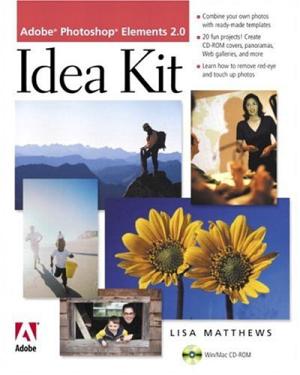 Adobe® Photoshop® Elements 2.0
Idea Kit
• Combine your own photos
with ready-made templates
• 20 fun projects! Create
CD-ROM covers, panoramas,
Web galleries, and more
• Learn how to remove red-eye
and touch up photos
LISA MATTHEWS
Adobe
Win/Mac CD-ROM